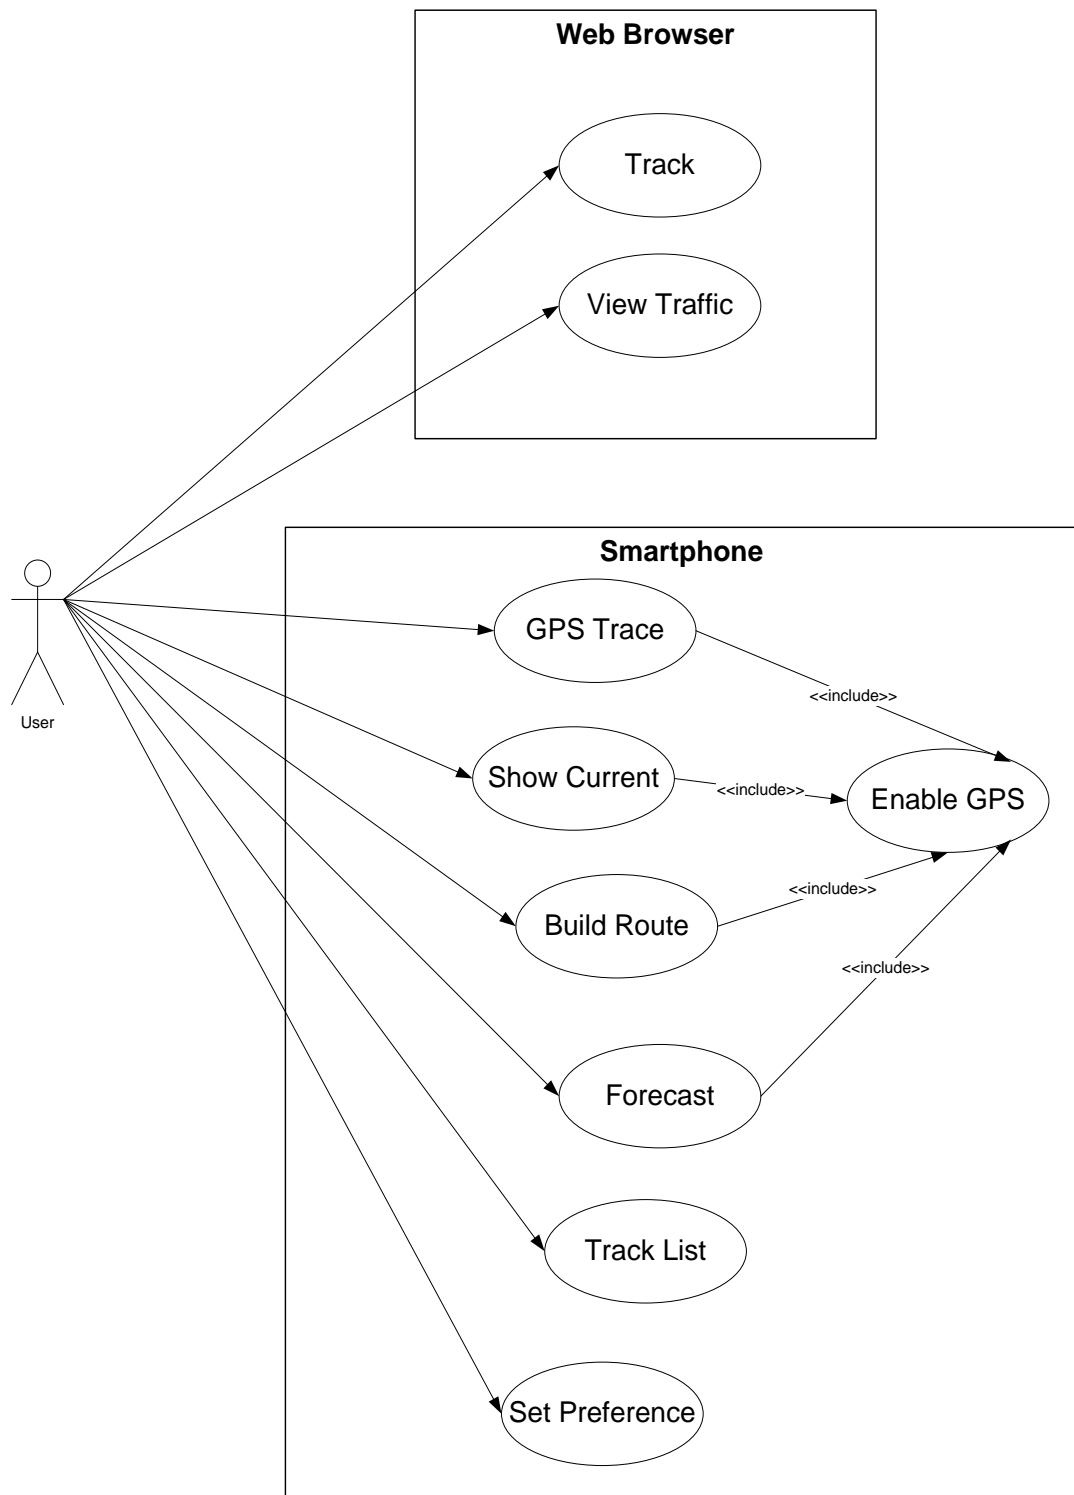 Web Browser
Track
View Traffic
Smartphone
GPS Trace
<<include>>
User
Show Current
<<include>>
Enable GPS
<<include>>
Build Route
<<include>>
Forecast
Track List
Set Preference